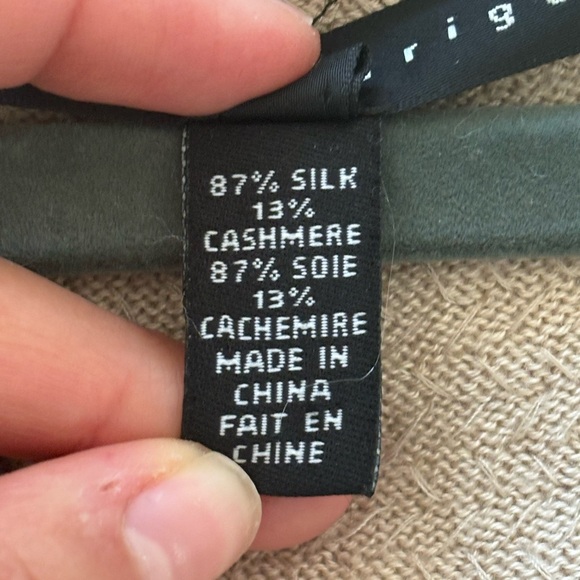 87% SILK
13%
CASHMERE
87% SOIE
13%
CACHEMIRE
MADE IN
CHINA
FAIT EN
CHINE